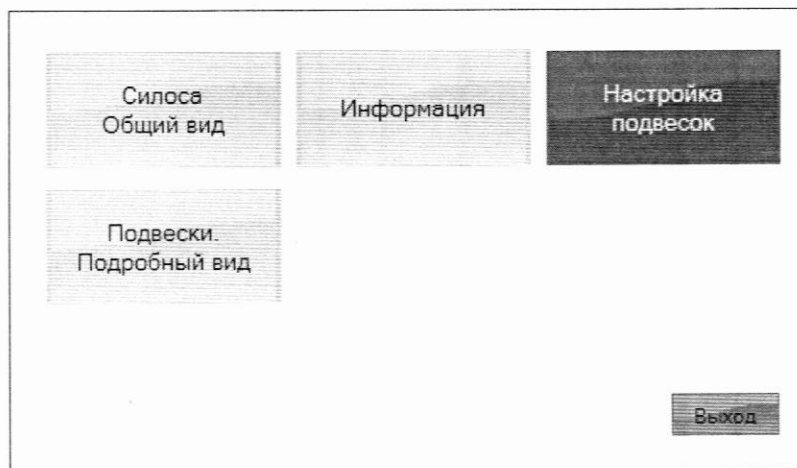 Силоса
Общий вид
Информация
Настройка
подвесок
Подвески.
Подробный вид
Выход